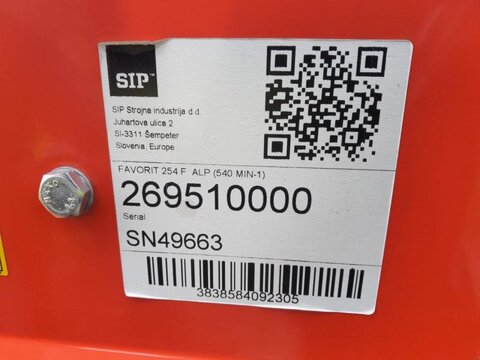 SIP™
SIP Strojna industrija d.d.
Juhartova ulica 2
SI-3311 Šempeter
Slovenia, Europe
FAVORIT 254 F ALP (540 MIN-1)
269510000
Serial
SN49663
3838584092305